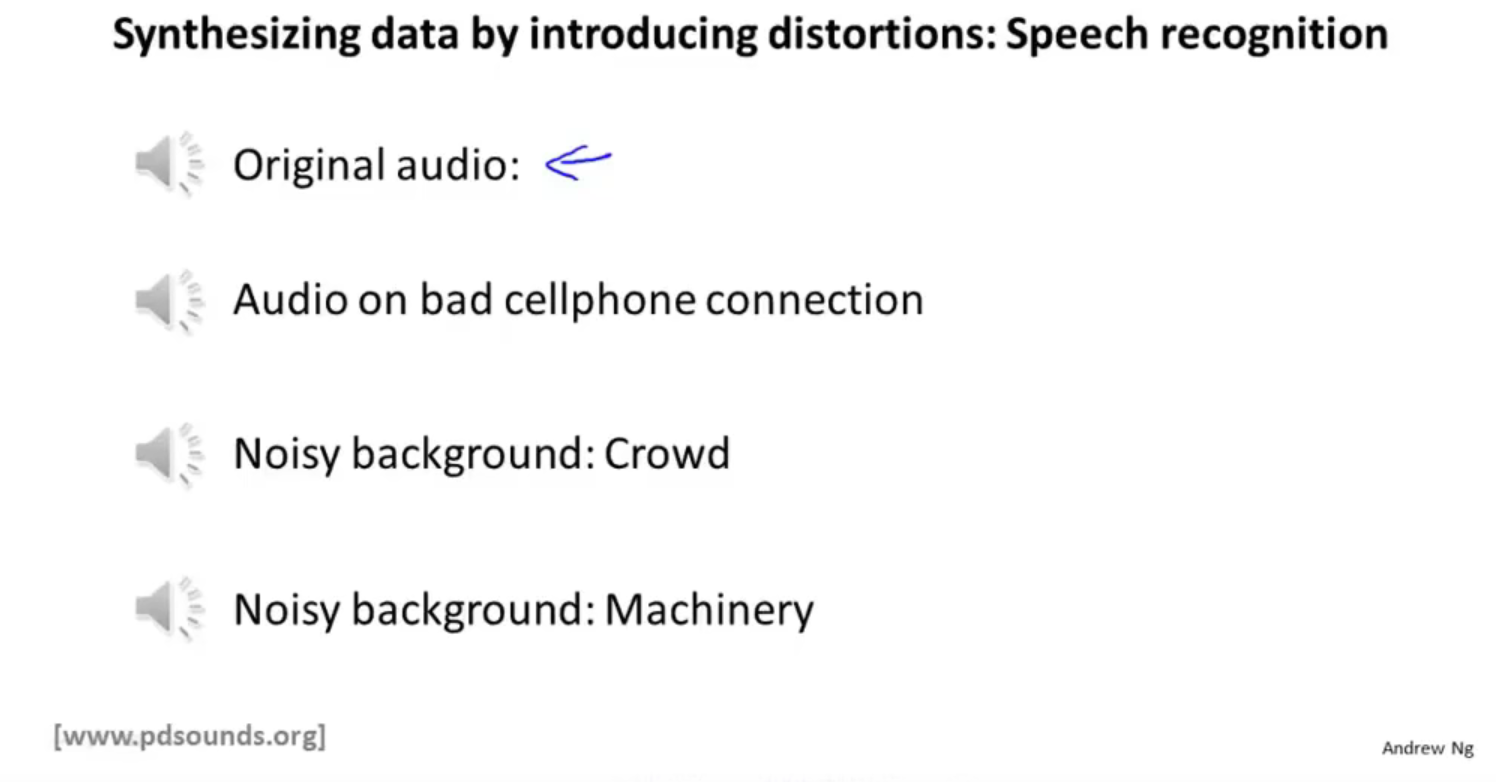 Synthesizing data by introducing distortions: Speech recognition
Original audio:
Audio on bad cellphone connection
Noisy background: Crowd
Noisy background: Machinery
[www.pdsounds.org]
Andrew Ng